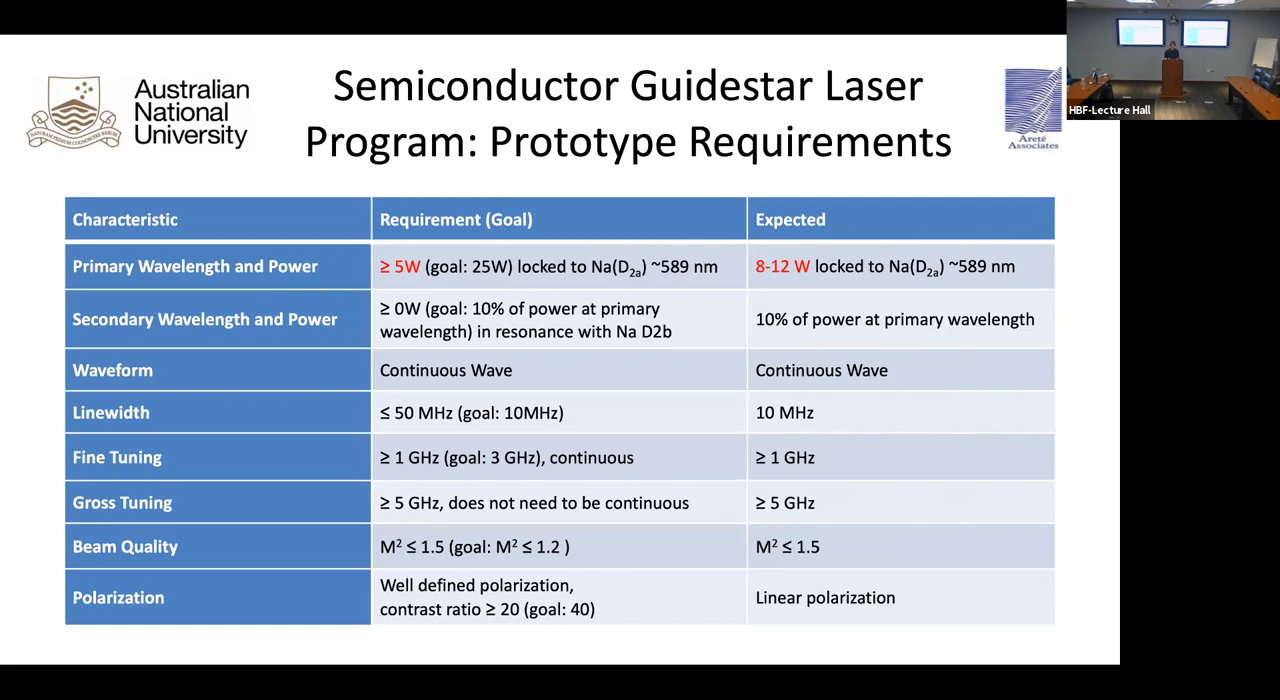 Australian
National
University
Semiconductor Guidestar Laser
Program: Prototype Requirements
Areté
Associates
HBF-Lecture Hall
Characteristic
Requirement (Goal)
Expected
Primary Wavelength and Power
≥ 5W (goal: 25W) locked to Na(D2a) ~589 nm
8-12 W locked to Na(D2a) ~589 nm
Secondary Wavelength and Power
≥ 0W (goal: 10% of power at primary
wavelength) in resonance with Na D2b
10% of power at primary wavelength
Waveform
Continuous Wave
Continuous Wave
Linewidth
≤ 50 MHz (goal: 10MHz)
10 MHz
Fine Tuning
≥ 1 GHz (goal: 3 GHz), continuous
≥ 1 GHz
Gross Tuning
≥ 5 GHz, does not need to be continuous
≥ 5 GHz
Beam Quality
M² ≤ 1.5 (goal: M² ≤ 1.2 )
M² ≤ 1.5
Polarization
Well defined polarization,
contrast ratio ≥ 20 (goal: 40)
Linear polarization